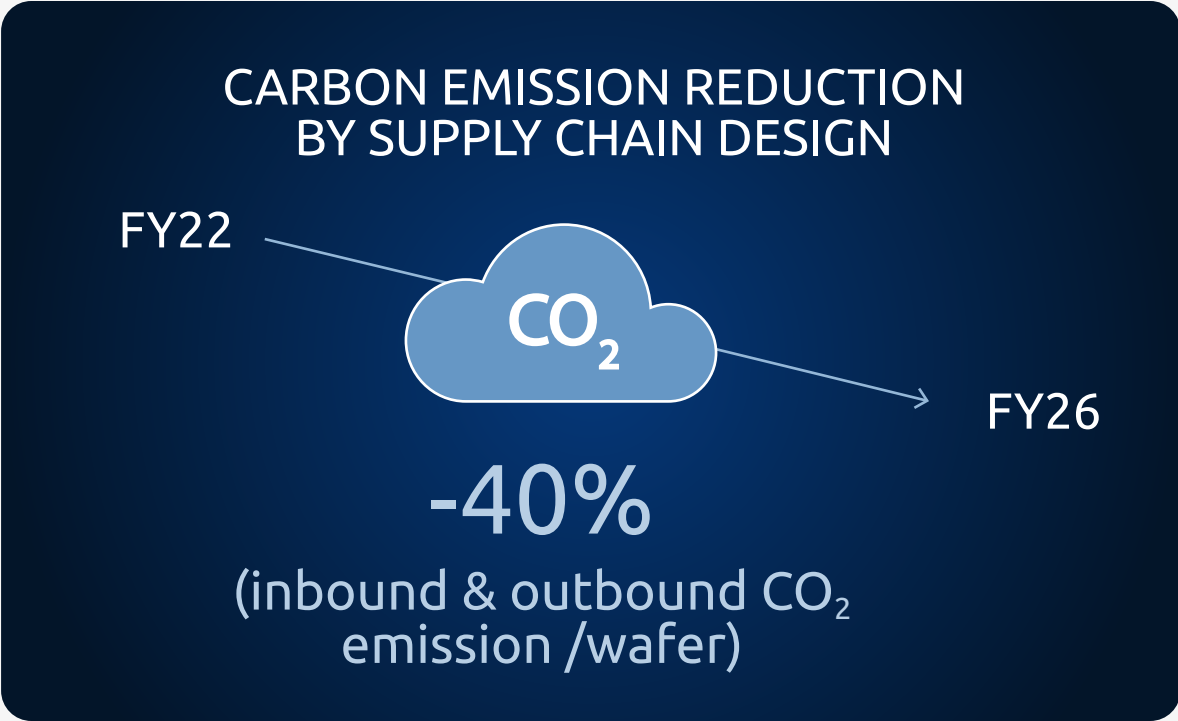 CARBON EMISSION REDUCTION
BY SUPPLY CHAIN DESIGN
FY22
CO₂
FY26
-40%
(inbound & outbound CO₂
emission /wafer)